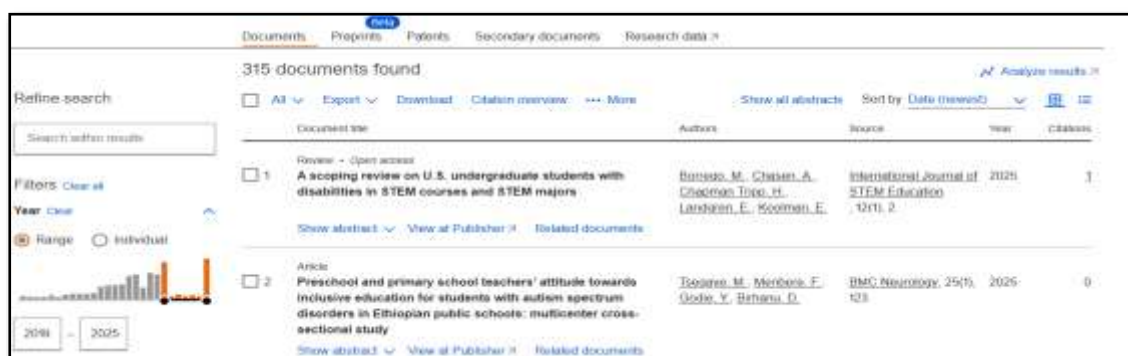 Beta
Documents Preprints Patents Secondary documents Research data
315 documents found
Analyze results
Refine search
All Export Download Citation overview ••• More Show all abstracts Sort by Date (newest)
Search within results
Document title Authors Source Year Citations
Filters Clear all
Year Clear
Range Individual
2018 – 2025
Review • Open access
1 A scoping review on U.S. undergraduate students with Borrego, M., Chasen, A., International Journal of 2025 1
disabilities in STEM courses and STEM majors Chapman Tripp, H., STEM Education
Landgren, E., Koolman, E. , 12(1), 2
Show abstract View at Publisher Related documents
Article
2 Preschool and primary school teachers' attitude towards Tsegaye, M., Menbere, F., BMC Neurology, 25(1), 2025 0
inclusive education for students with autism spectrum Godie, Y., Birhanu, D. 123
disorders in Ethiopian public schools: multicenter cross-
sectional study
Show abstract View at Publisher Related documents